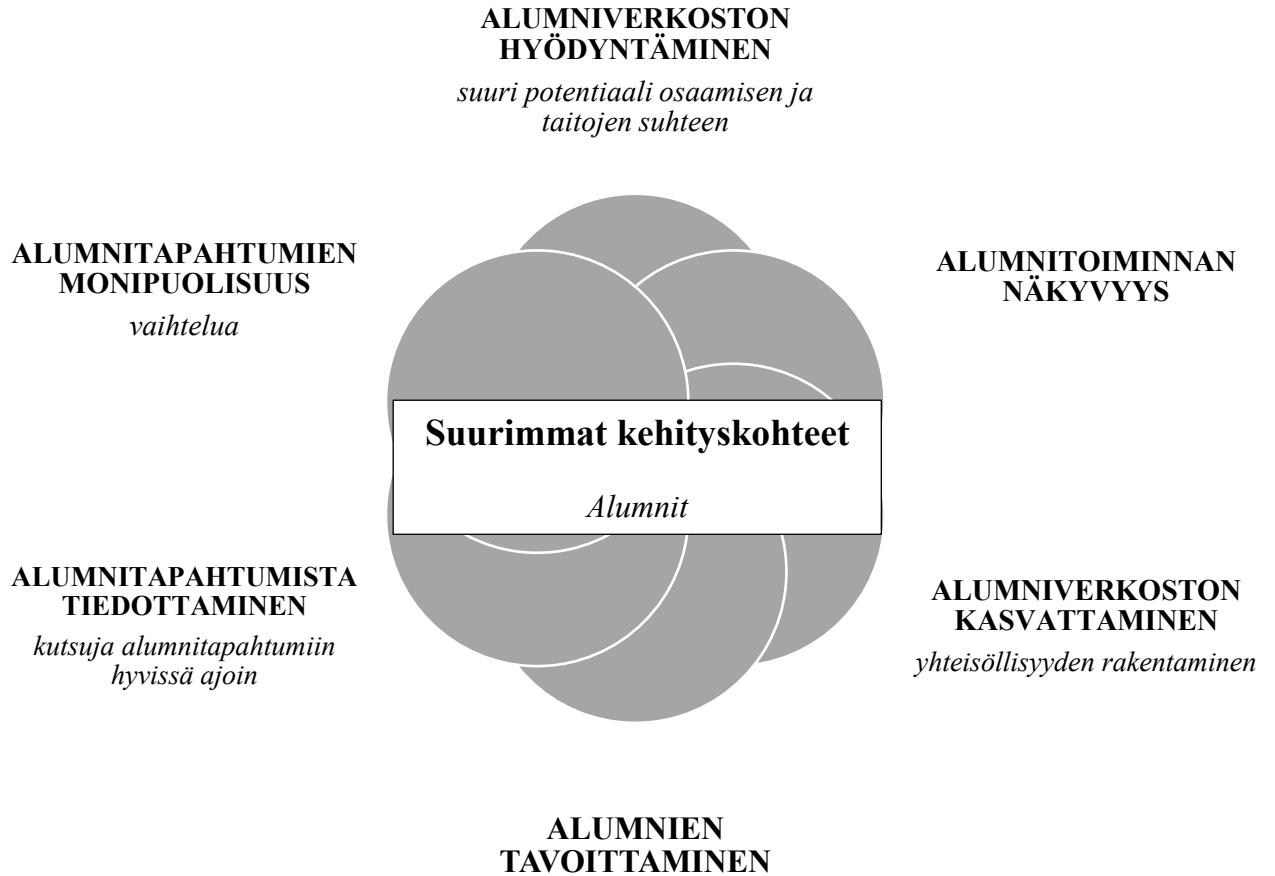 ALUMNIVERKOSTON
HYÖDYNTÄMINEN
suuri potentiaali osaamisen ja
taitojen suhteen
ALUMNITAPAHTUMIEN
MONIPUOLISUUS
vaihtelua
ALUMNITOIMINNAN
NÄKYVYYS
Suurimmat kehityskohteet
Alumnit
ALUMNITAPAHTUMISTA
TIEDOTTAMINEN
kutsuja alumnitapahtumiin
hyvissä ajoin
ALUMNIVERKOSTON
KASVATTAMINEN
yhteisöllisyyden rakentaminen
ALUMNIEN
TAVOITTAMINEN